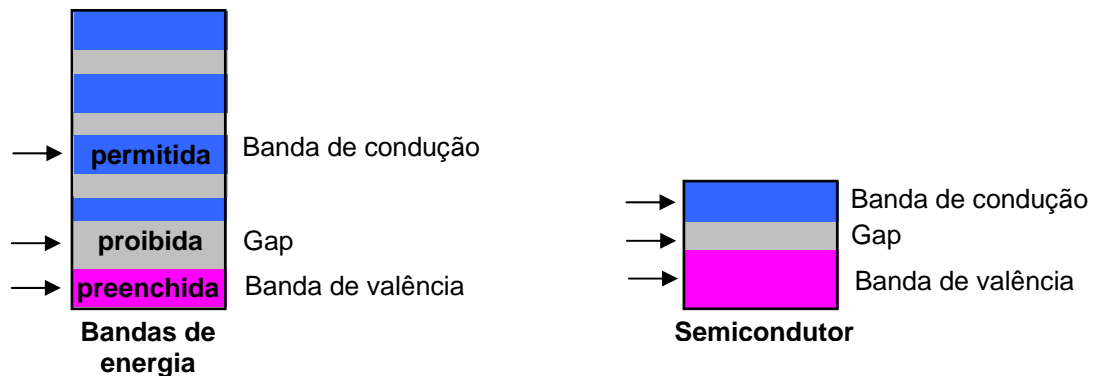 permitida
Banda de condução
proibida
Gap
preenchida
Banda de valência
Bandas de
energia
Banda de condução
Gap
Banda de valência
Semicondutor